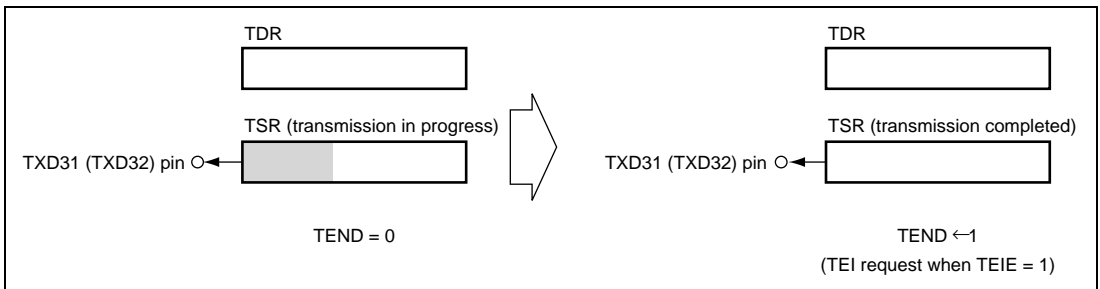 TDR
TSR (transmission in progress)
TXD31 (TXD32) pin
TEND = 0
TDR
TSR (transmission completed)
TXD31 (TXD32) pin
TEND ←1
(TEI request when TEIE = 1)